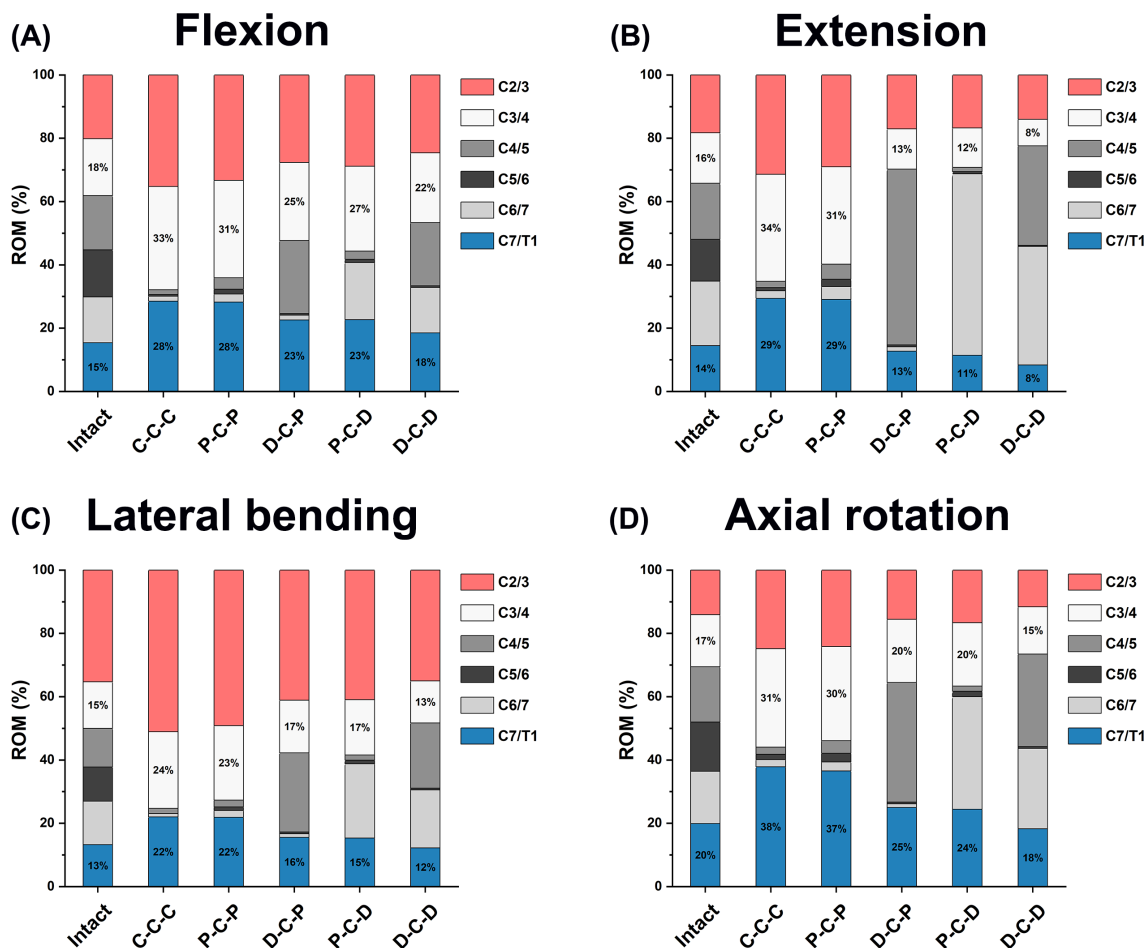 (A) Flexion
100
80
60
40
20
0
ROM (%)
18%
15%
33%
28%
31%
28%
25%
23%
27%
23%
22%
18%
Intact
C-C-C
P-C-P
D-C-P
P-C-D
D-C-D
C2/3
C3/4
C4/5
C5/6
C6/7
C7/T1
(B) Extension
100
80
60
40
20
0
ROM (%)
16%
14%
34%
29%
31%
29%
13%
13%
12%
11%
8%
8%
Intact
C-C-C
P-C-P
D-C-P
P-C-D
D-C-D
C2/3
C3/4
C4/5
C5/6
C6/7
C7/T1
(C) Lateral bending
100
80
60
40
20
0
ROM (%)
15%
13%
24%
22%
23%
22%
17%
16%
17%
15%
13%
12%
Intact
C-C-C
P-C-P
D-C-P
P-C-D
D-C-D
C2/3
C3/4
C4/5
C5/6
C6/7
C7/T1
(D) Axial rotation
100
80
60
40
20
0
ROM (%)
17%
20%
31%
38%
30%
37%
20%
25%
20%
24%
15%
18%
Intact
C-C-C
P-C-P
D-C-P
P-C-D
D-C-D
C2/3
C3/4
C4/5
C5/6
C6/7
C7/T1